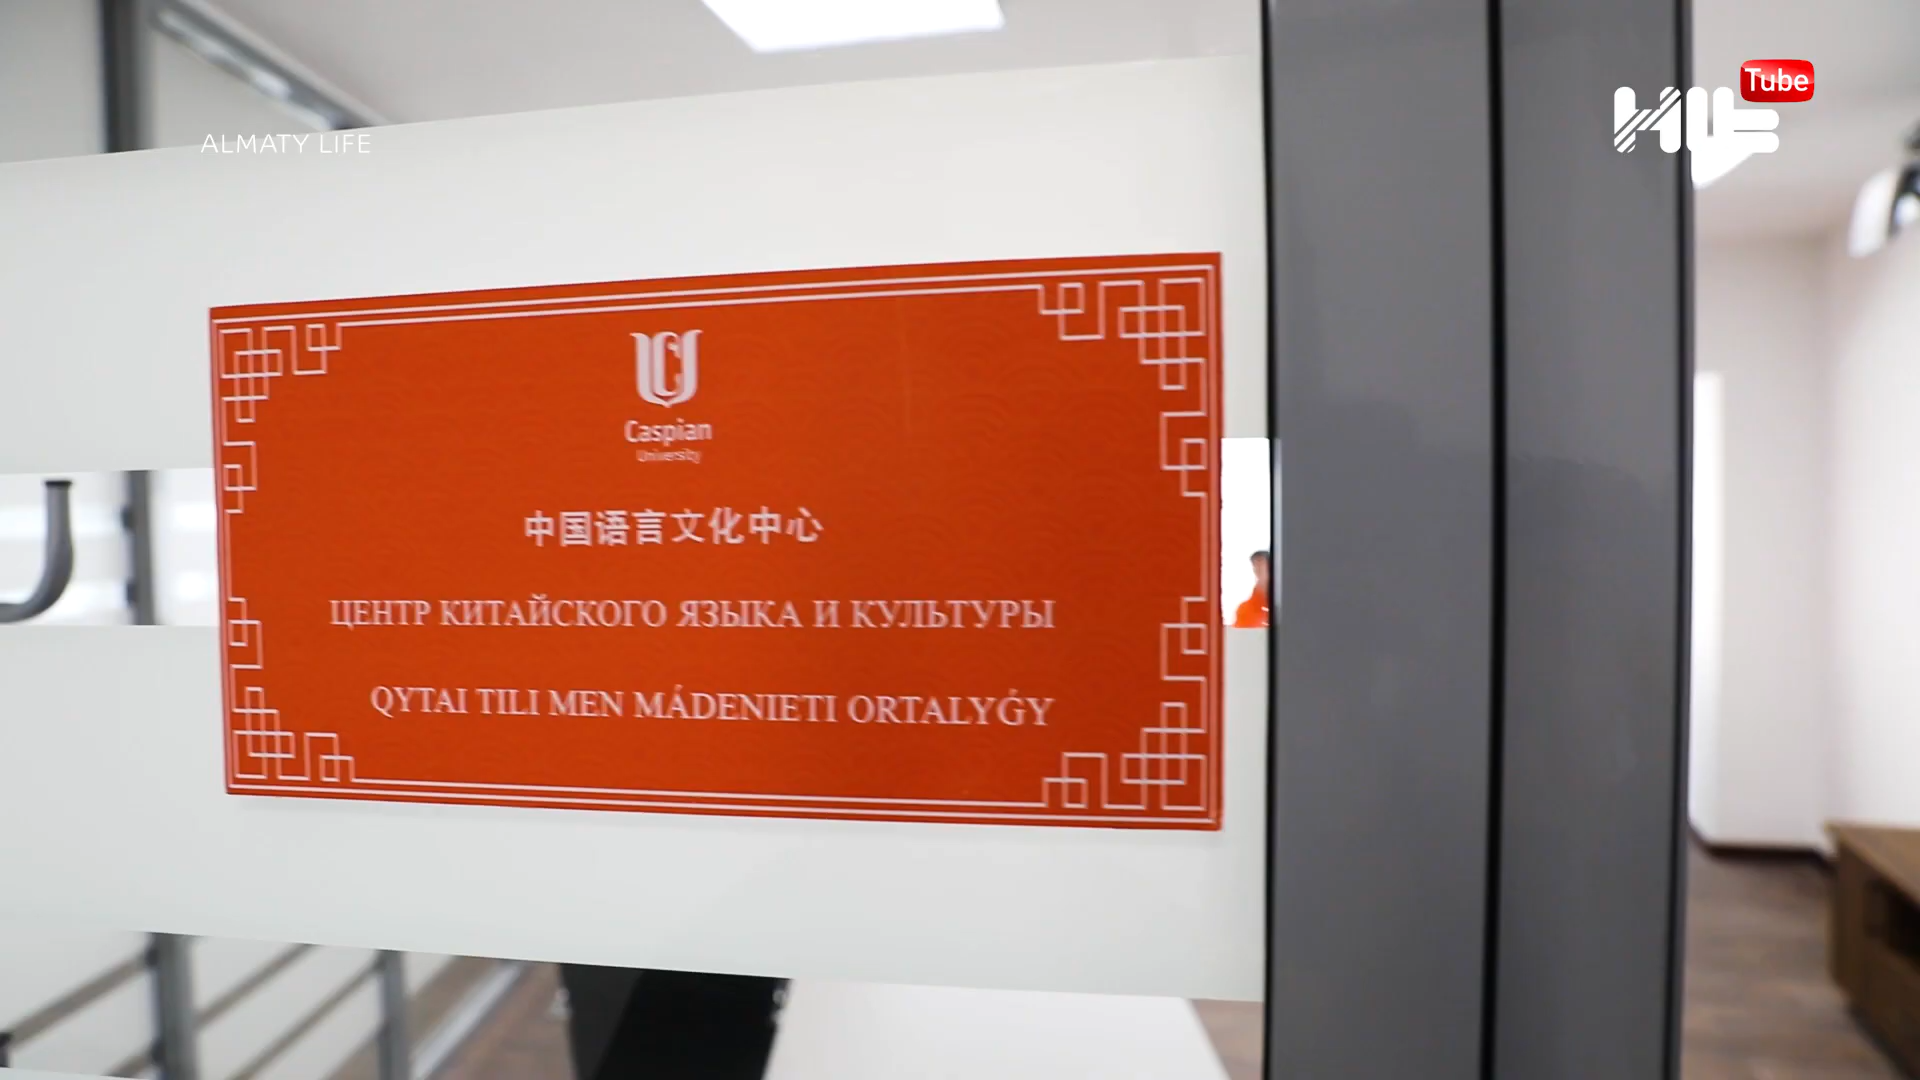 ALMATY LIFE
Tube
Caspian
University
中国语言文化中心
ЦЕНТР КИТАЙСКОГО ЯЗЫКА И КУЛЬТУРЫ
QYTAI TILI MEN MÁDENIETI ORTALYǴY